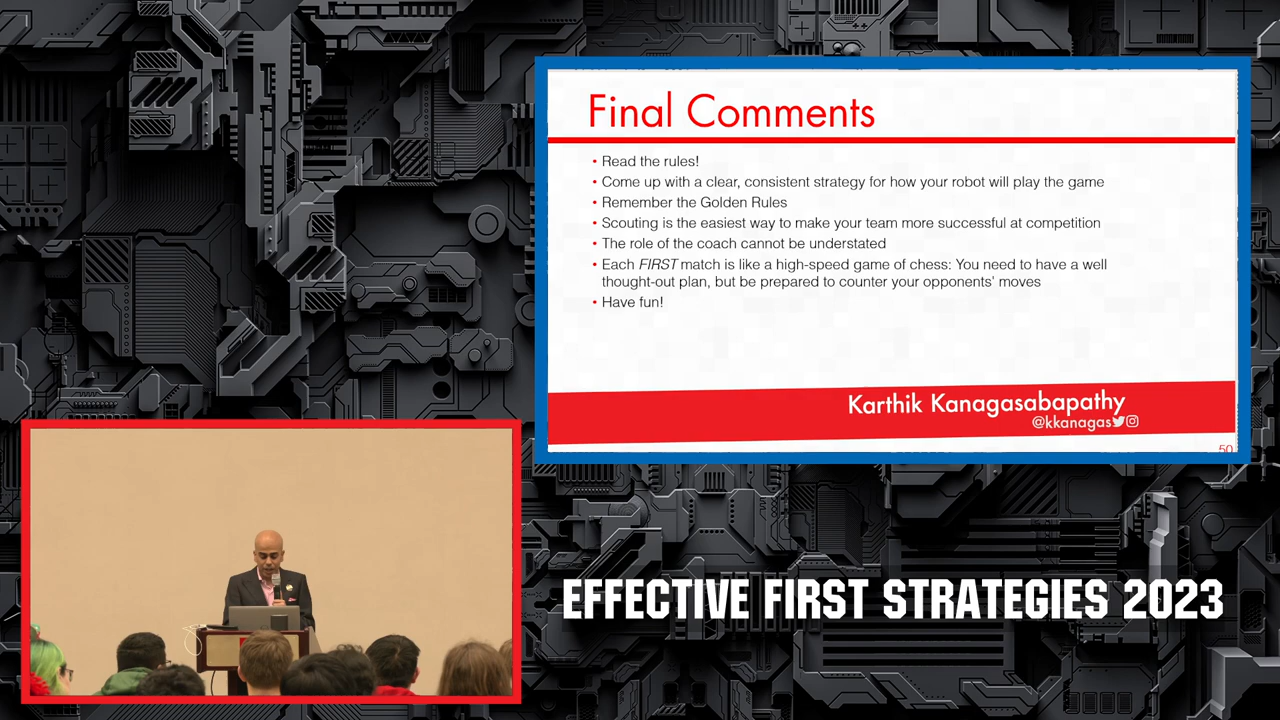 Final Comments
• Read the rules!
• Come up with a clear, consistent strategy for how your robot will play the game
• Remember the Golden Rules
• Scouting is the easiest way to make your team more successful at competition
• The role of the coach cannot be understated
• Each FIRST match is like a high-speed game of chess: You need to have a well
thought-out plan, but be prepared to counter your opponents' moves
• Have fun!
Karthik Kanagasabapathy
@kkanagas
50
EFFECTIVE FIRST STRATEGIES 2023